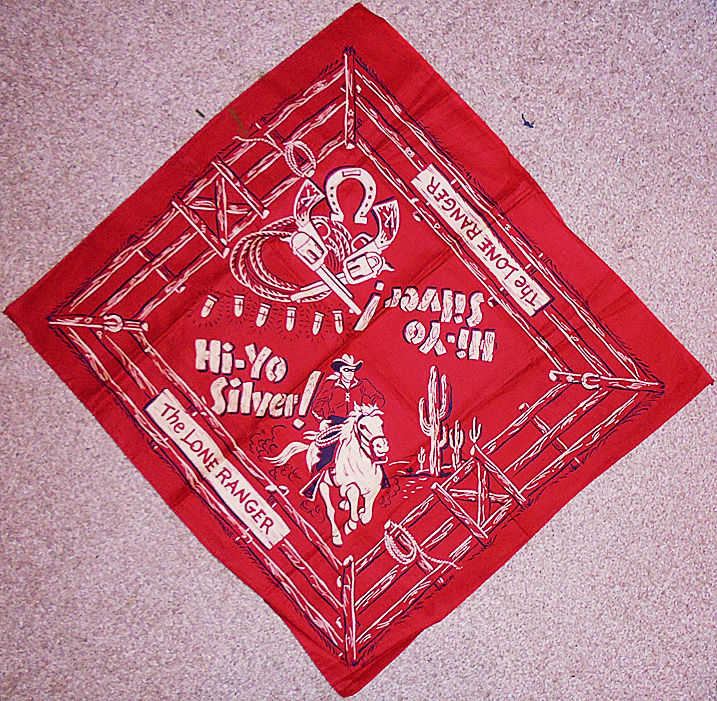 Hi-Yo
Silver!
The LONE RANGER
The LONE RANGER
Hi-Yo
Silver!